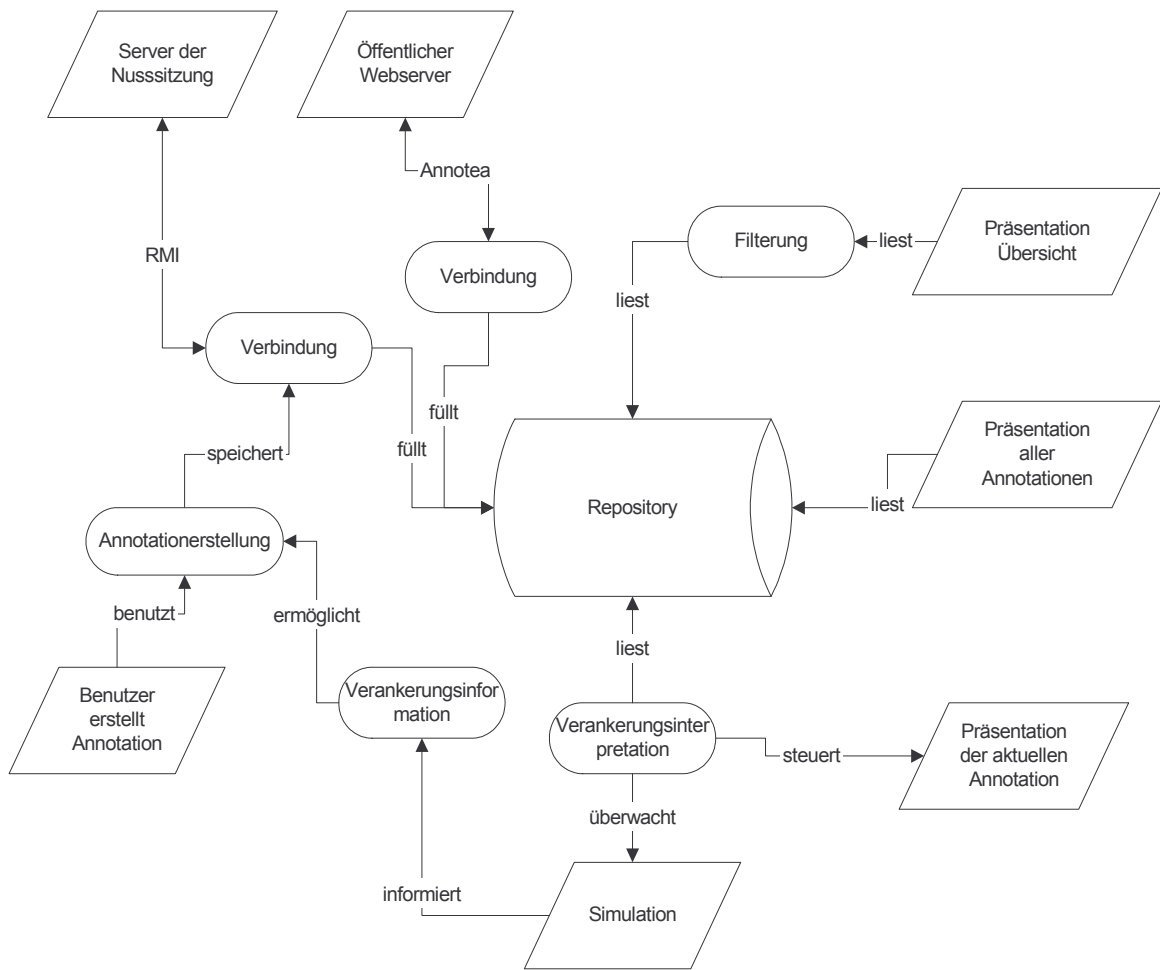 Server der
Nusssitzung
Öffentlicher
Webserver
Annotea
RMI
Verbindung
Filterung
liest
Präsentation
Übersicht
liest
Verbindung
füllt
füllt
speichert
Repository
Präsentation
aller
Annotationen
liest
Annotationerstellung
benutzt
ermöglicht
liest
Benutzer
erstellt
Annotation
Verankerungsinfor
mation
Verankerungsinter
pretation
steuert
Präsentation
der aktuellen
Annotation
überwacht
informiert
Simulation